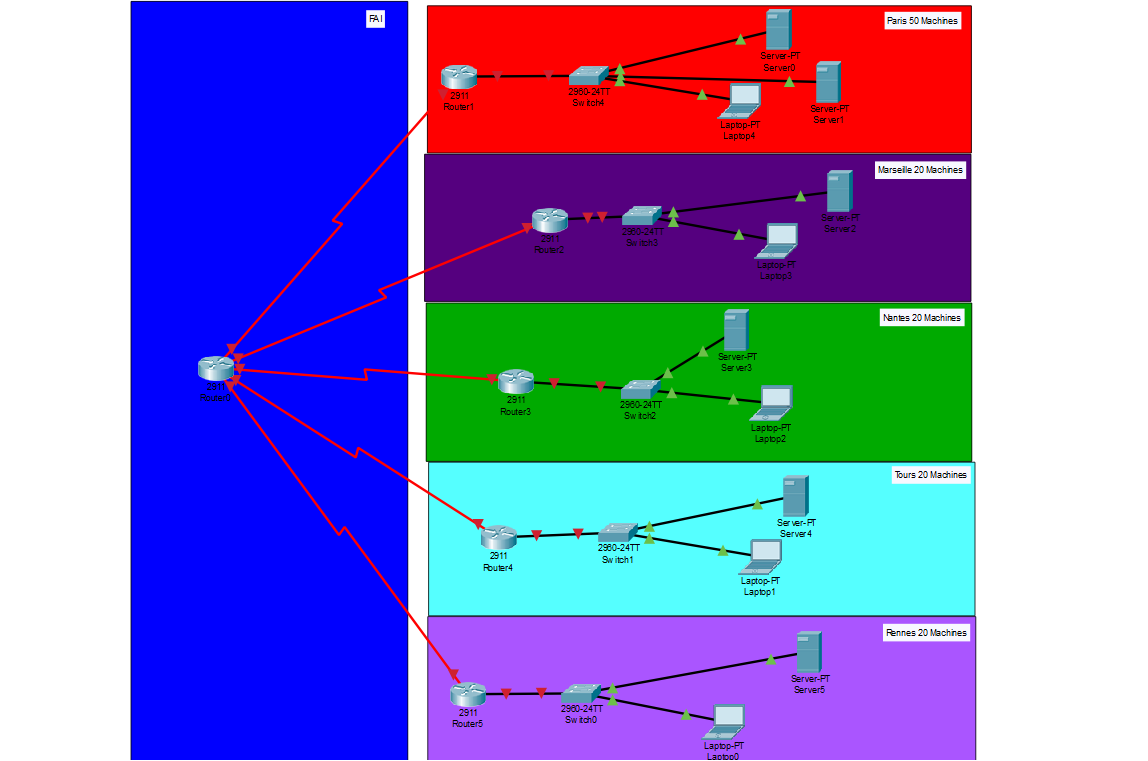 FAI
Paris 50 Machines
Server-PT
Server0
2911
Router1
2960-24TT
Switch4
Server-PT
Server1
Laptop-PT
Laptop4
Marseille 20 Machines
2911
Router2
2960-24TT
Switch3
Server-PT
Server2
Laptop-PT
Laptop3
Nantes 20 Machines
Server-PT
Server3
2911
Router0
2911
Router3
2960-24TT
Switch2
Laptop-PT
Laptop2
Tours 20 Machines
Server-PT
Server4
2911
Router4
2960-24TT
Switch1
Laptop-PT
Laptop1
Rennes 20 Machines
Server-PT
Server5
2911
Router5
2960-24TT
Switch0
Laptop-PT
Laptop0